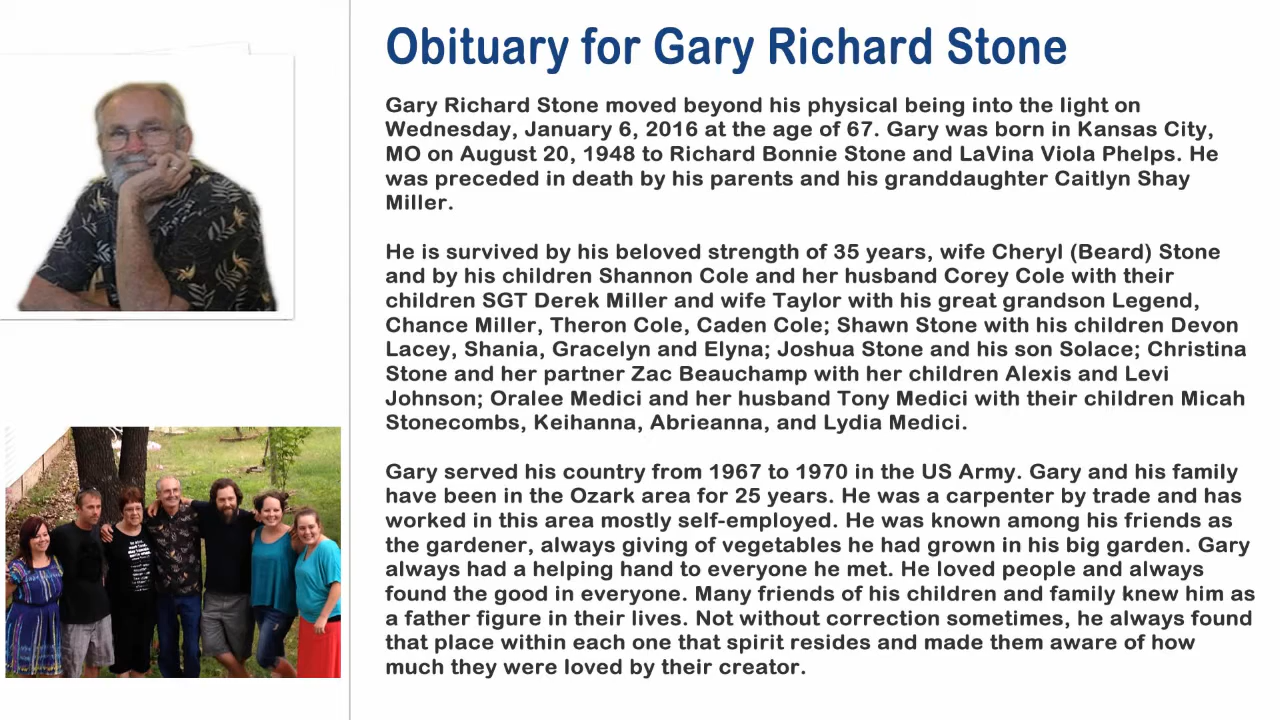 Obituary for Gary Richard Stone
Gary Richard Stone moved beyond his physical being into the light on
Wednesday, January 6, 2016 at the age of 67. Gary was born in Kansas City,
MO on August 20, 1948 to Richard Bonnie Stone and LaVina Viola Phelps. He
was preceded in death by his parents and his granddaughter Caitlyn Shay
Miller.
He is survived by his beloved strength of 35 years, wife Cheryl (Beard) Stone
and by his children Shannon Cole and her husband Corey Cole with their
children SGT Derek Miller and wife Taylor with his great grandson Legend,
Chance Miller, Theron Cole, Caden Cole; Shawn Stone with his children Devon
Lacey, Shania, Gracelyn and Elyna; Joshua Stone and his son Solace; Christina
Stone and her partner Zac Beauchamp with her children Alexis and Levi
Johnson; Oralee Medici and her husband Tony Medici with their children Micah
Stonecombs, Keihanna, Abrieanna, and Lydia Medici.
Gary served his country from 1967 to 1970 in the US Army. Gary and his family
have been in the Ozark area for 25 years. He was a carpenter by trade and has
worked in this area mostly self-employed. He was known among his friends as
the gardener, always giving of vegetables he had grown in his big garden. Gary
always had a helping hand to everyone he met. He loved people and always
found the good in everyone. Many friends of his children and family knew him as
a father figure in their lives. Not without correction sometimes, he always found
that place within each one that spirit resides and made them aware of how
much they were loved by their creator.